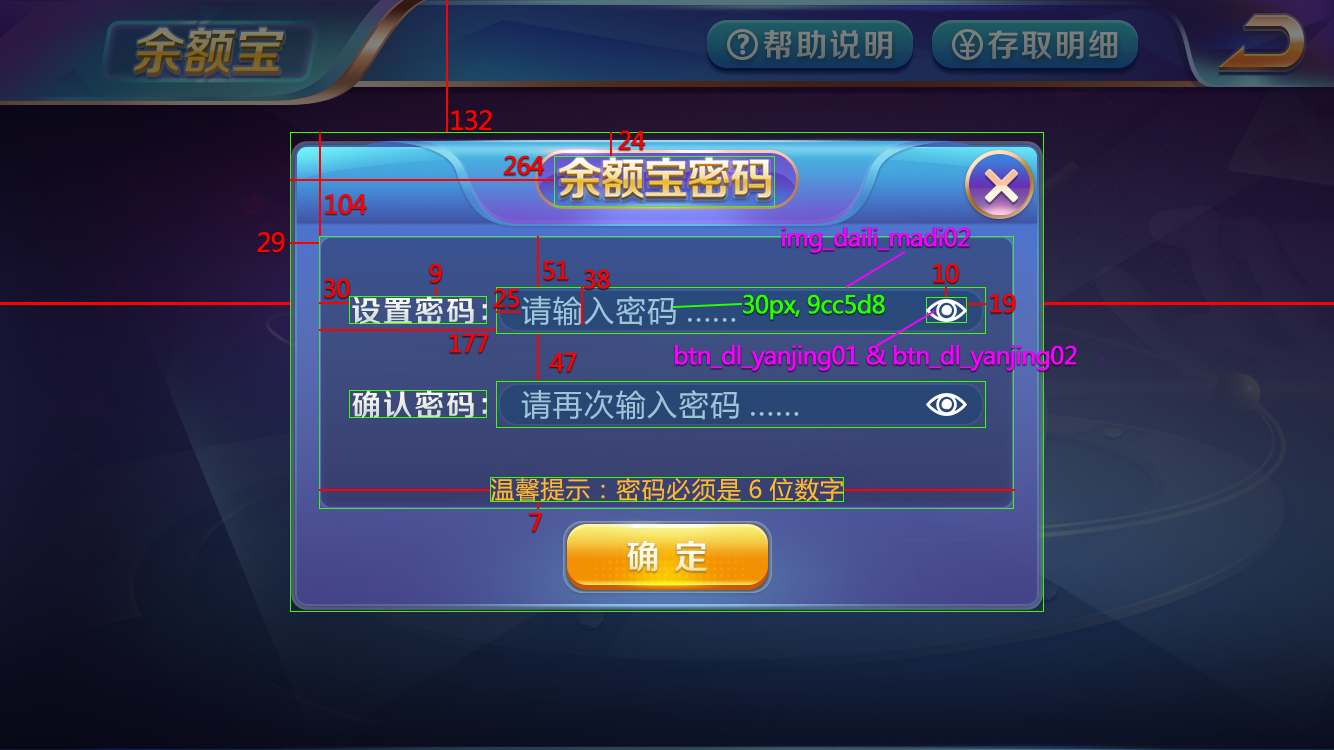 余额宝
?帮助说明
¥存取明细
132
24
264
余额宝密码
104
29
img_daili_madi02
9
51
38
10
30
设置密码:
25
请输入密码 ......
30px, 9cc5d8
19
177
47
btn_dl_yanjing01 & btn_dl_yanjing02
确认密码:
请再次输入密码 ......
温馨提示：密码必须是 6 位数字
7
确 定